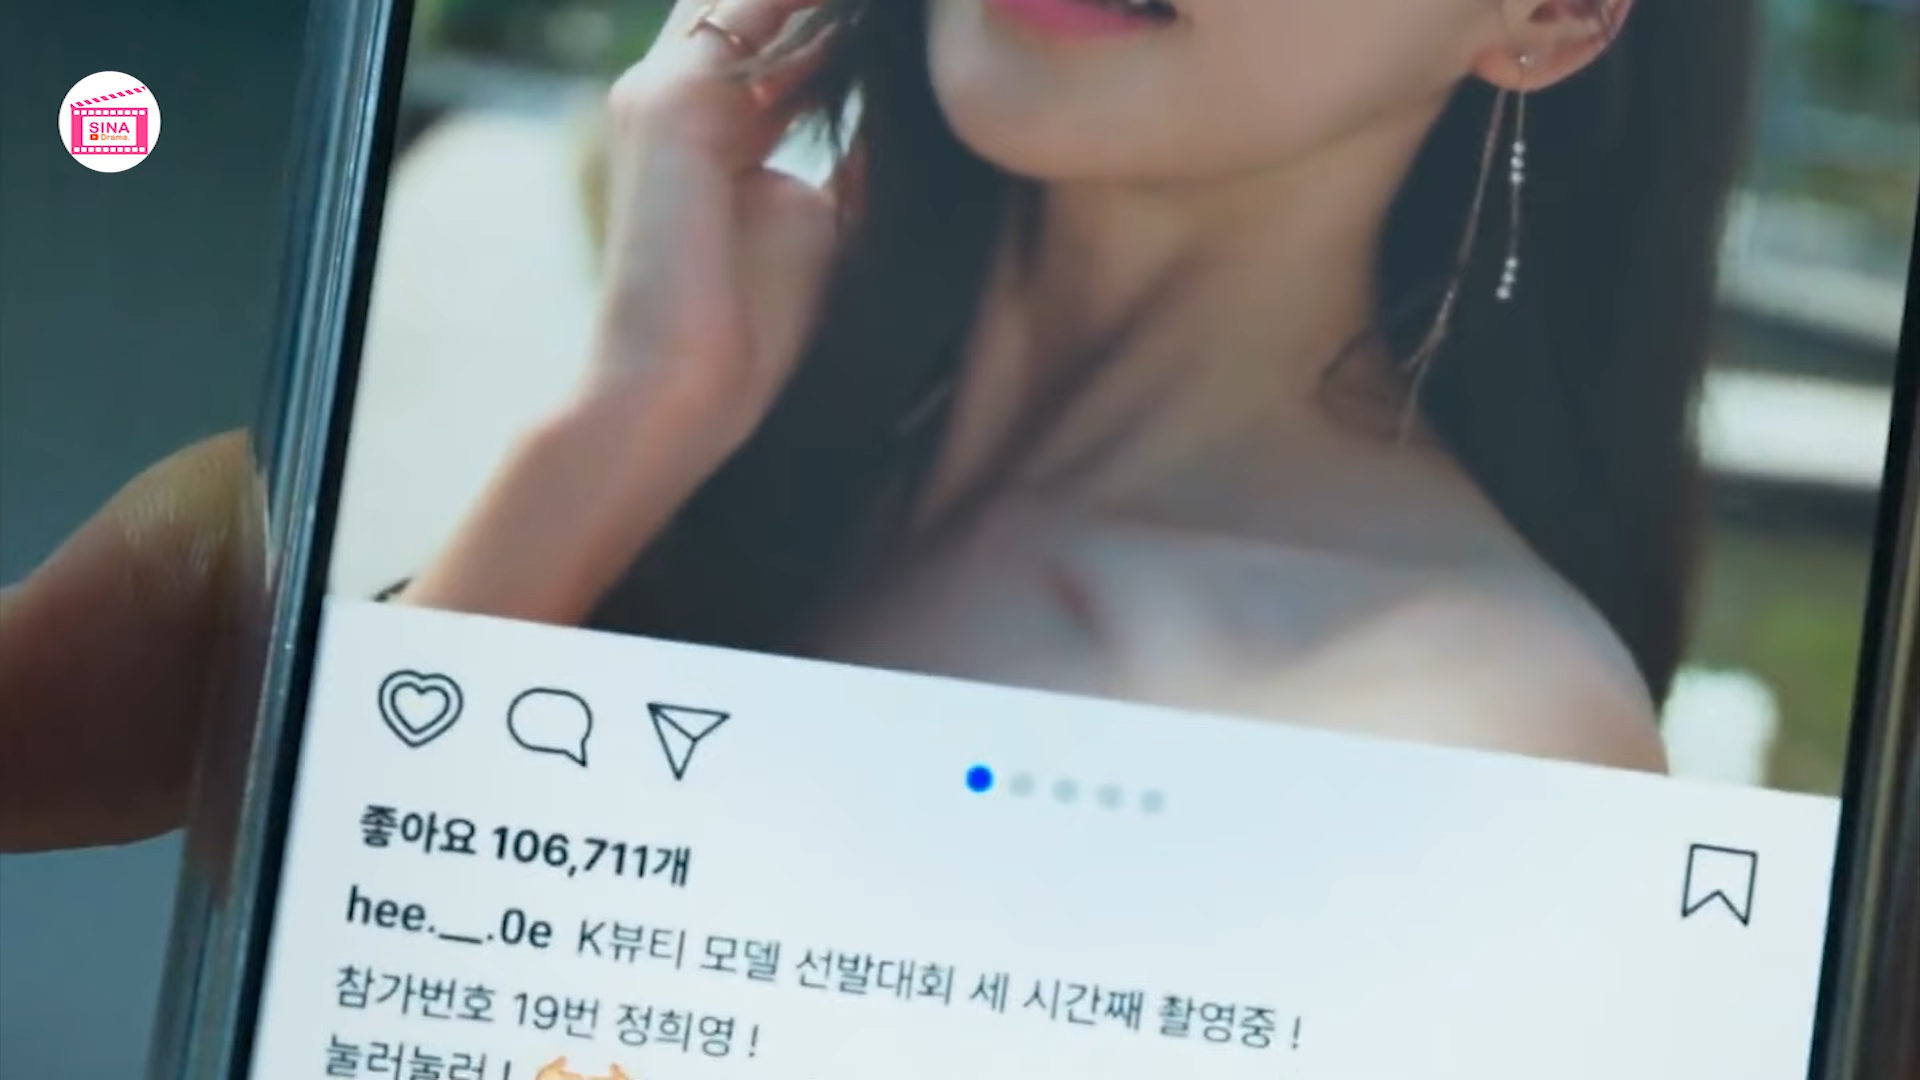 SINA
Drama.
좋아요 106,711개
hee.__.0e K뷰티 모델 선발대회 세 시간째 촬영중 !
참가번호 19번 정희영 !
눌러눌러 !